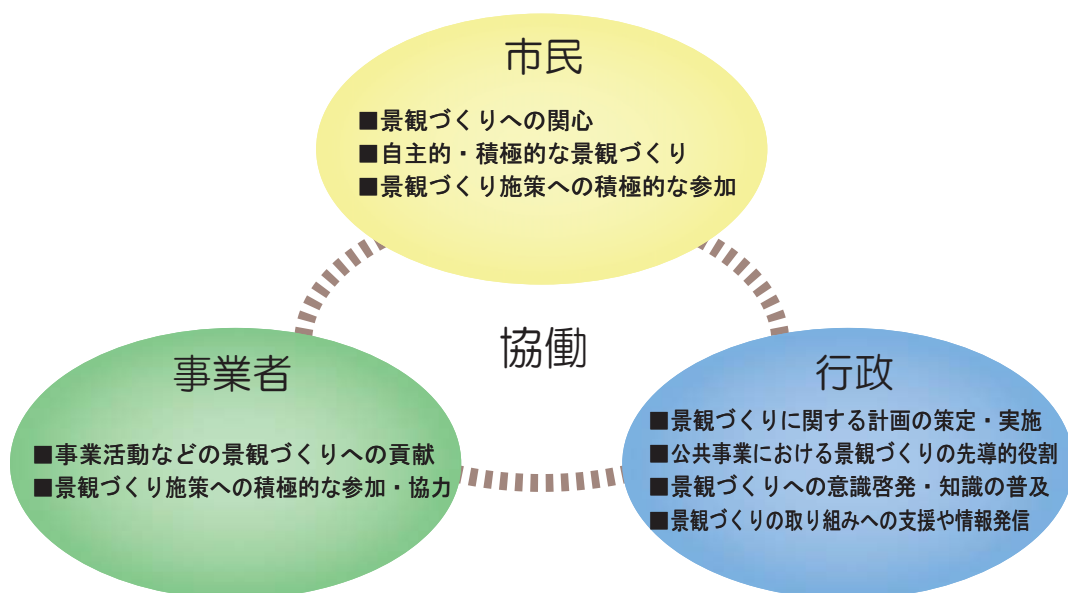 市民
■景観づくりへの関心
■自主的・積極的な景観づくり
■景観づくり施策への積極的な参加
協働
事業者
■事業活動などの景観づくりへの貢献
■景観づくり施策への積極的な参加・協力
行政
■景観づくりに関する計画の策定・実施
■公共事業における景観づくりの先導的役割
■景観づくりへの意識啓発・知識の普及
■景観づくりの取り組みへの支援や情報発信